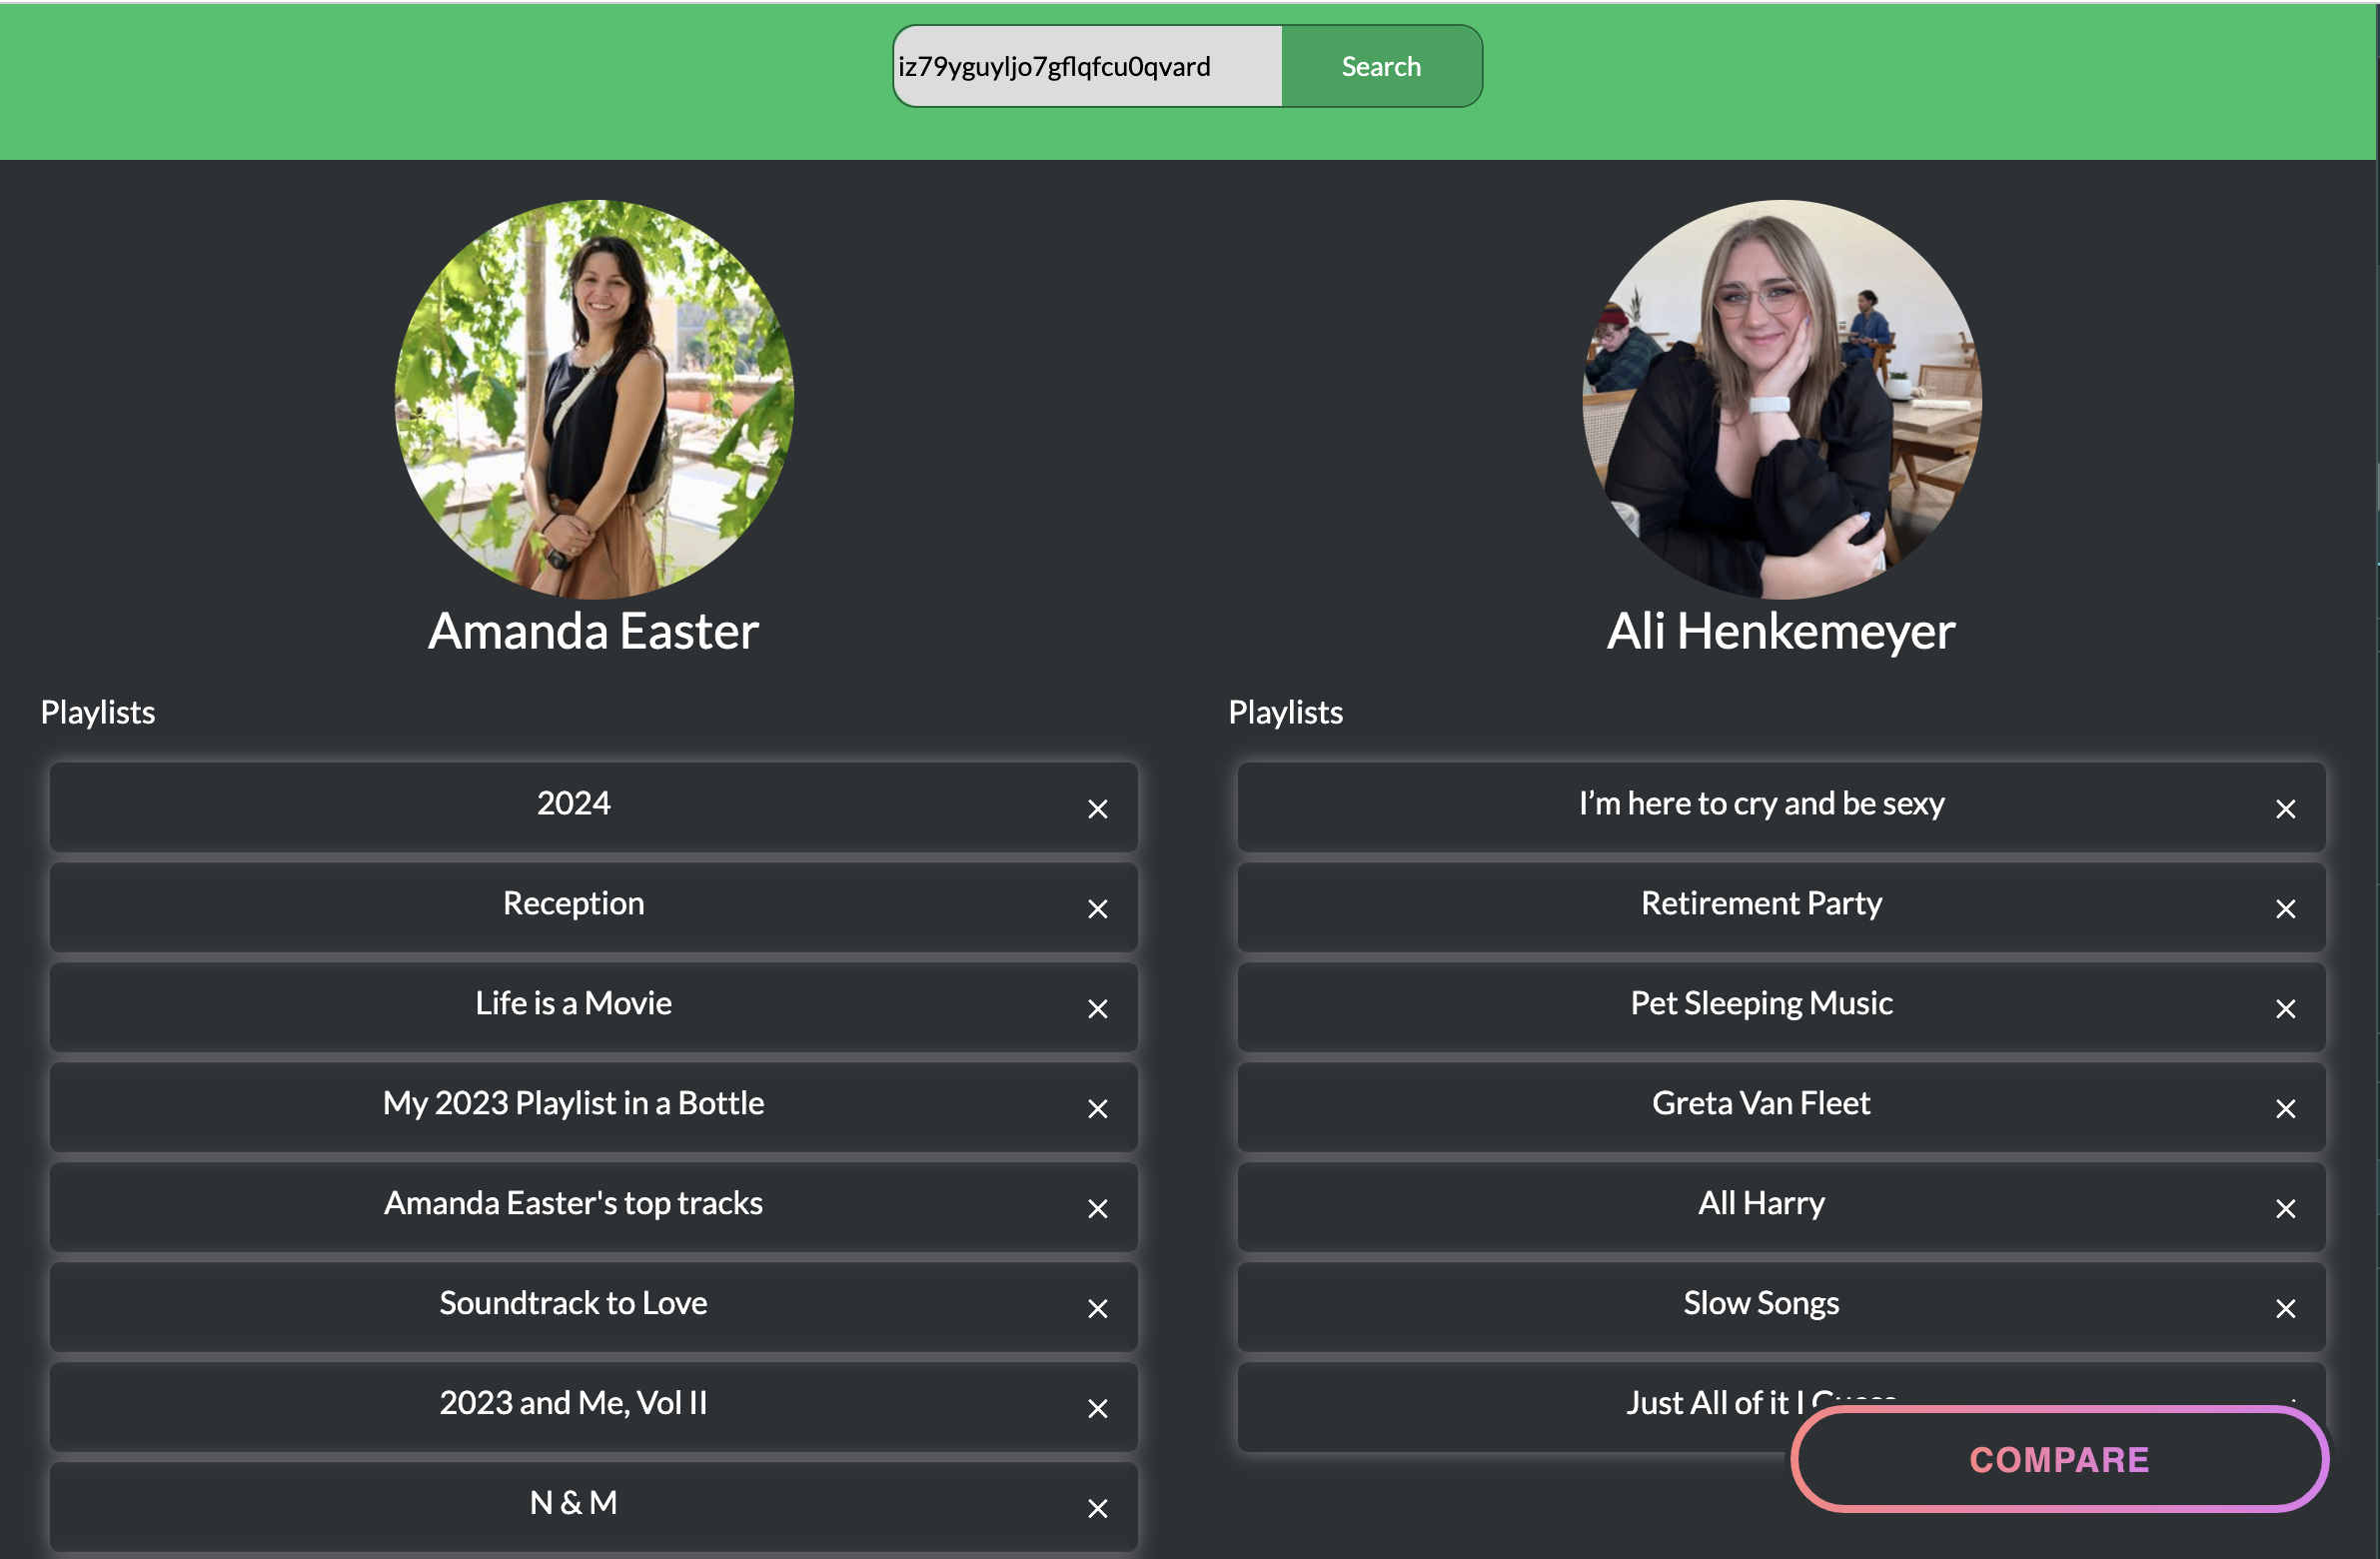 iz79yguyljo7gflqfcu0qvard
Search
Amanda Easter
Playlists
2024
Reception
Life is a Movie
My 2023 Playlist in a Bottle
Amanda Easter's top tracks
Soundtrack to Love
2023 and Me, Vol II
N & M
Ali Henkemeyer
Playlists
I’m here to cry and be sexy
Retirement Party
Pet Sleeping Music
Greta Van Fleet
All Harry
Slow Songs
Just All of it I
COMPARE